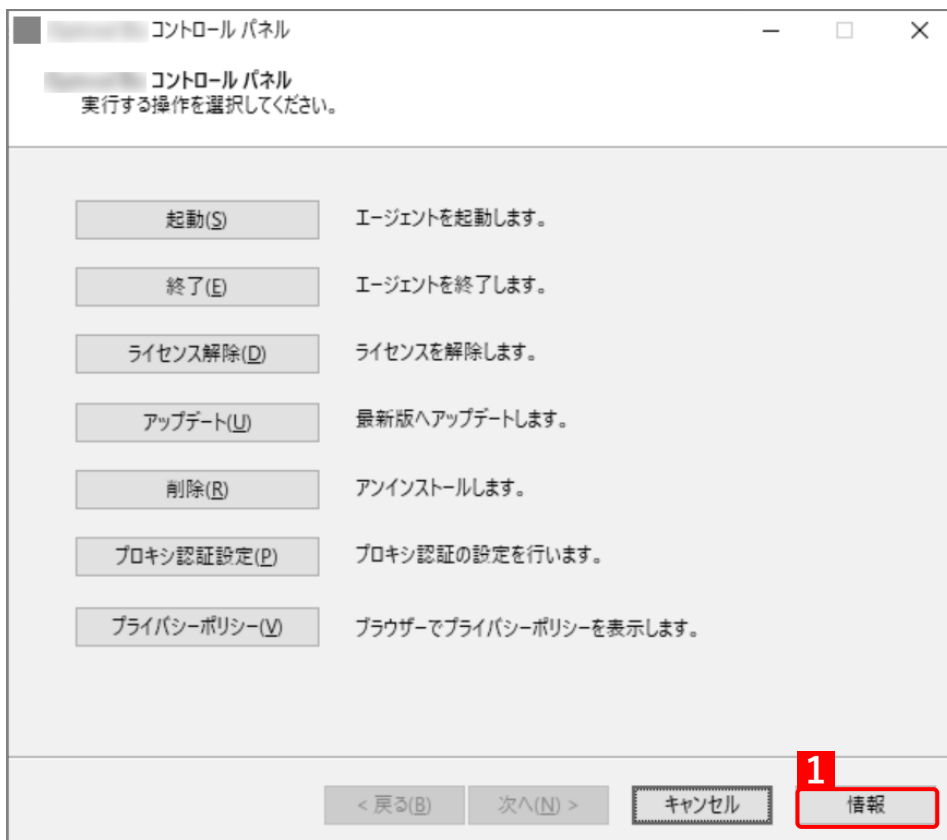 コントロール パネル
コントロール パネル
実行する操作を選択してください。
起動(S) エージェントを起動します。
終了(E) エージェントを終了します。
ライセンス解除(D) ライセンスを解除します。
アップデート(U) 最新版へアップデートします。
削除(R) アンインストールします。
プロキシ認証設定(P) プロキシ認証の設定を行います。
プライバシーポリシー(V) ブラウザーでプライバシーポリシーを表示します。
1
< 戻る(B) 次へ(N) > キャンセル 情報